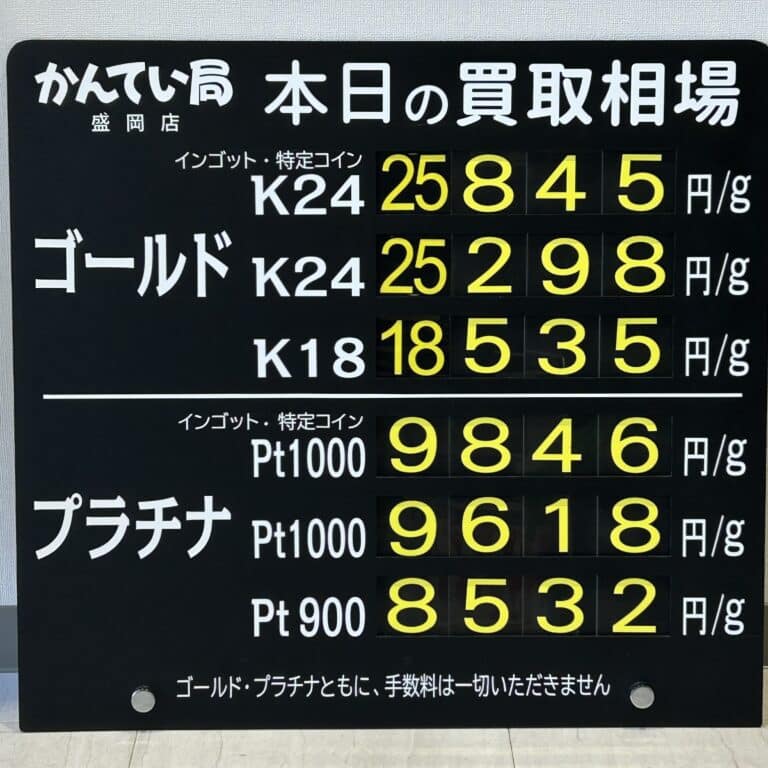 かんてい局 本日の買取相場
盛岡店
インゴット・特定コイン
K24 25845 円/g
ゴールド K24 25298 円/g
K18 18535 円/g
インゴット・特定コイン
Pt1000 9846 円/g
プラチナ Pt1000 9618 円/g
Pt900 8532 円/g
ゴールド・プラチナともに、手数料は一切いただきません